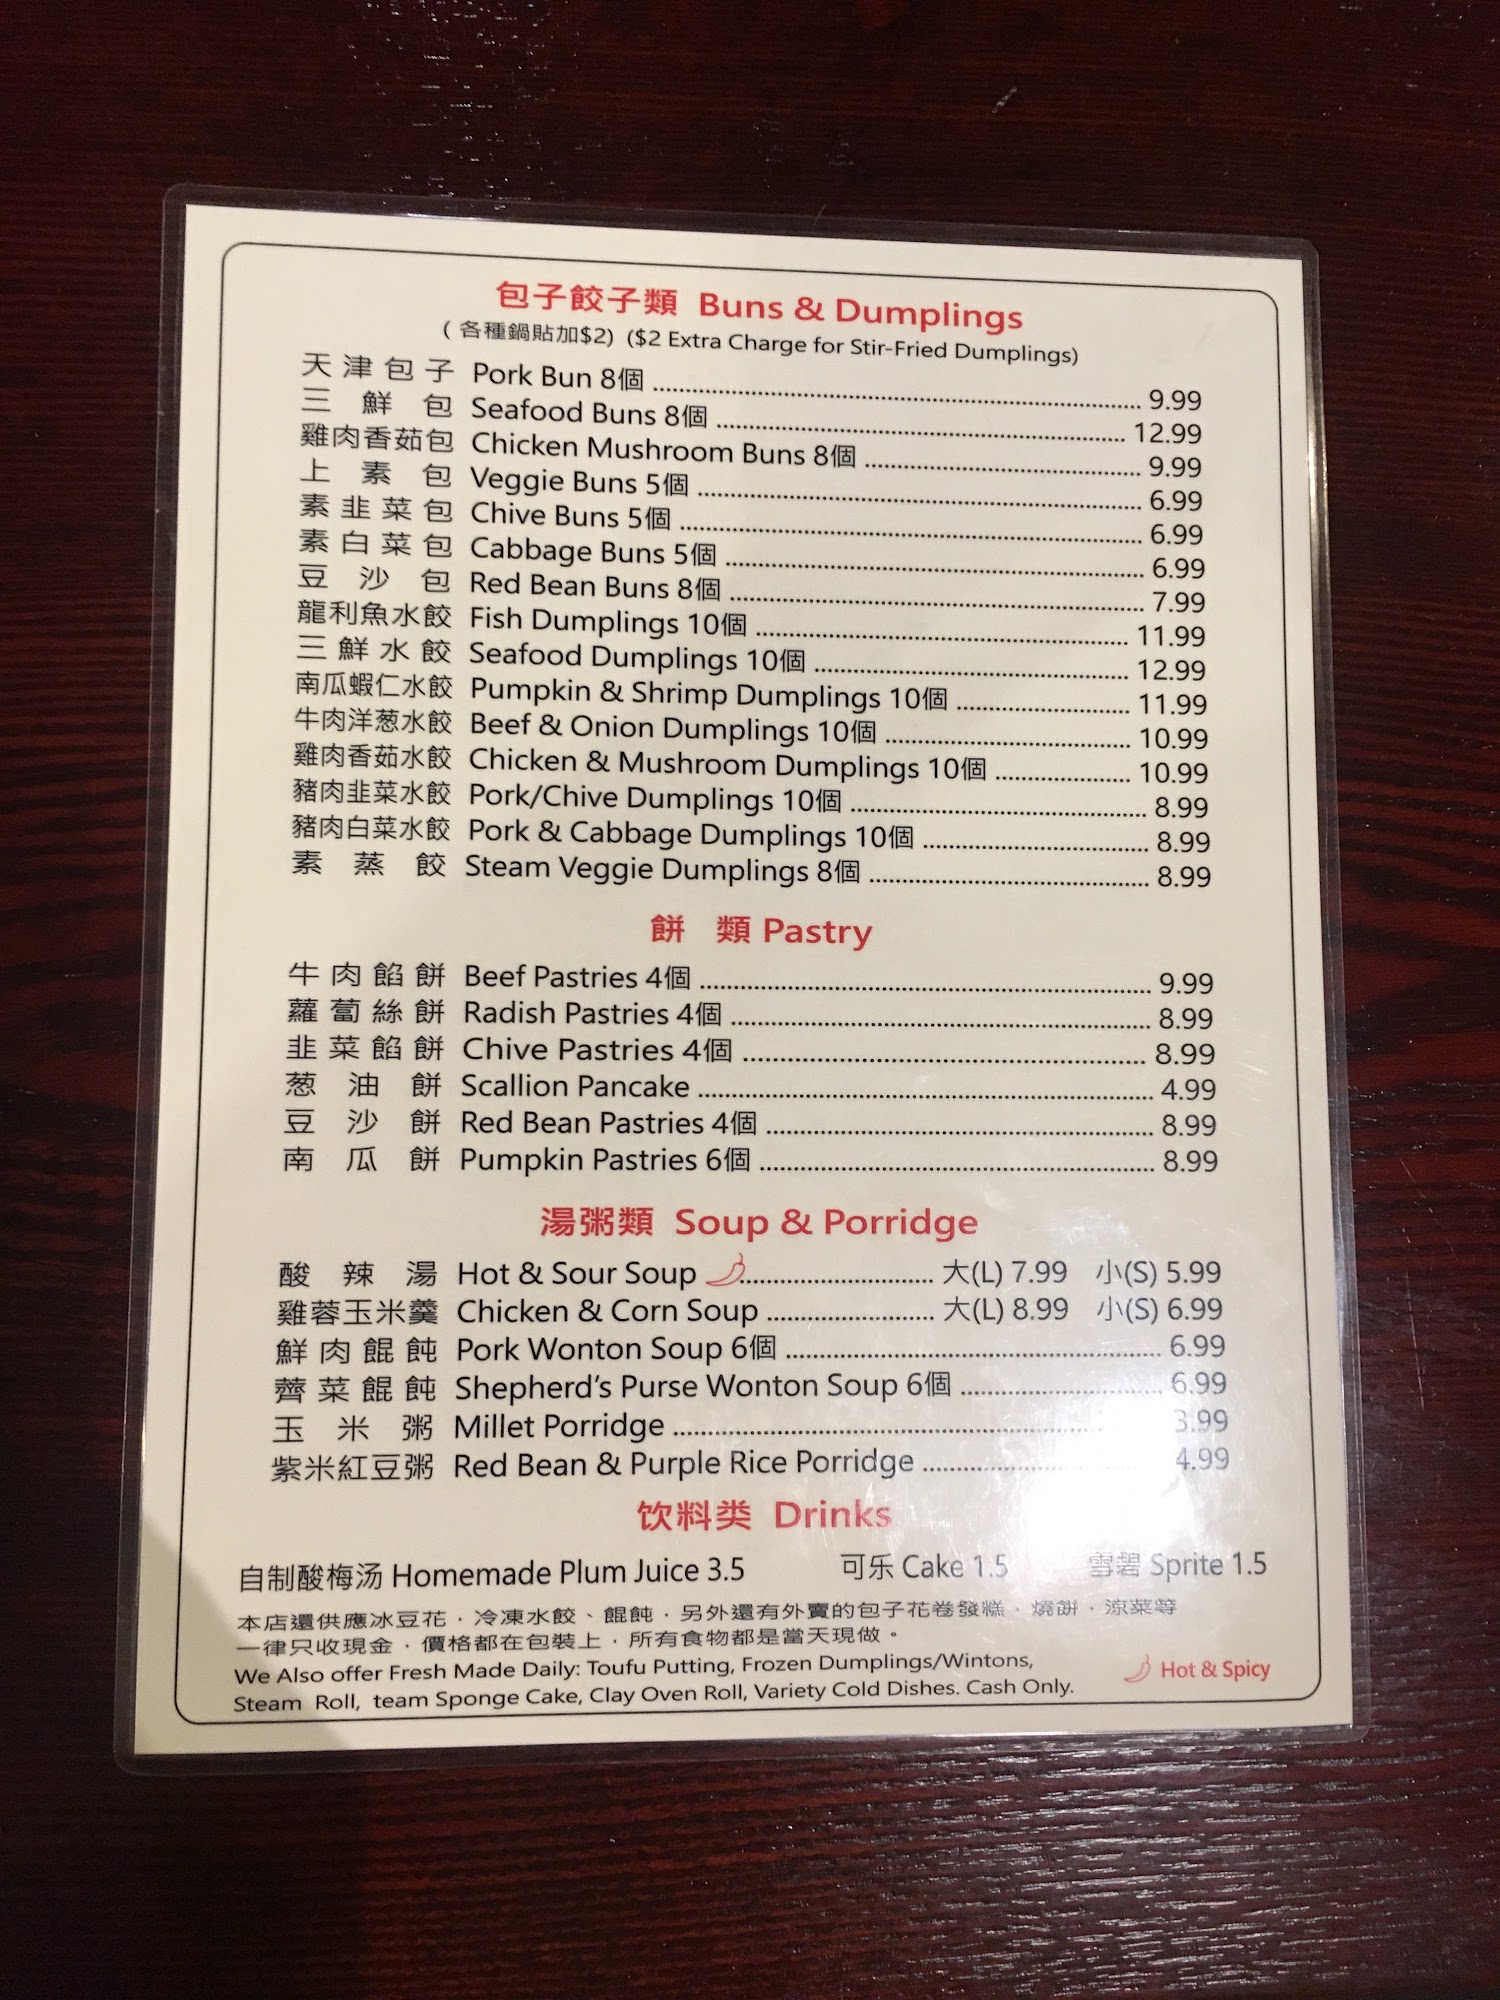 包子餃子類 Buns & Dumplings
( 各種鍋貼加$2) ($2 Extra Charge for Stir-Fried Dumplings)
天津包子 Pork Bun 8個 ........ 9.99
三鮮包 Seafood Buns 8個 ........ 12.99
雞肉香茹包 Chicken Mushroom Buns 8個 ........ 9.99
上素包 Veggie Buns 5個 ........ 6.99
素韭菜包 Chive Buns 5個 ........ 6.99
素白菜包 Cabbage Buns 5個 ........ 6.99
豆沙包 Red Bean Buns 8個 ........ 7.99
龍利魚水餃 Fish Dumplings 10個 ........ 11.99
三鮮水餃 Seafood Dumplings 10個 ........ 12.99
南瓜蝦仁水餃 Pumpkin & Shrimp Dumplings 10個 ........ 11.99
牛肉洋葱水餃 Beef & Onion Dumplings 10個 ........ 10.99
雞肉香茹水餃 Chicken & Mushroom Dumplings 10個 ........ 10.99
豬肉韭菜水餃 Pork/Chive Dumplings 10個 ........ 8.99
豬肉白菜水餃 Pork & Cabbage Dumplings 10個 ........ 8.99
素蒸餃 Steam Veggie Dumplings 8個 ........ 8.99
餅類 Pastry
牛肉餡餅 Beef Pastries 4個 ........ 9.99
蘿蔔絲餅 Radish Pastries 4個 ........ 8.99
韭菜餡餅 Chive Pastries 4個 ........ 8.99
葱油餅 Scallion Pancake ........ 4.99
豆沙餅 Red Bean Pastries 4個 ........ 8.99
南瓜餅 Pumpkin Pastries 6個 ........ 8.99
湯粥類 Soup & Porridge
酸辣湯 Hot & Sour Soup ........ 大(L) 7.99 小(S) 5.99
雞蓉玉米羹 Chicken & Corn Soup ........ 大(L) 8.99 小(S) 6.99
鮮肉餛飩 Pork Wonton Soup 6個 ........ 6.99
薺菜餛飩 Shepherd's Purse Wonton Soup 6個 ........ 6.99
玉米粥 Millet Porridge ........ 3.99
紫米紅豆粥 Red Bean & Purple Rice Porridge ........ 4.99
饮料类 Drinks
自制酸梅汤 Homemade Plum Juice 3.5 可乐 Cake 1.5 雪碧 Sprite 1.5
本店還供應冰豆花．冷凍水餃、餛飩．另外還有外賣的包子花卷發糕．燒餅．涼菜等
一律只收現金．價格都在包裝上．所有食物都是當天現做。
We Also offer Fresh Made Daily: Toufu Putting, Frozen Dumplings/Wintons,
Steam Roll, team Sponge Cake, Clay Oven Roll, Variety Cold Dishes. Cash Only.
Hot & Spicy